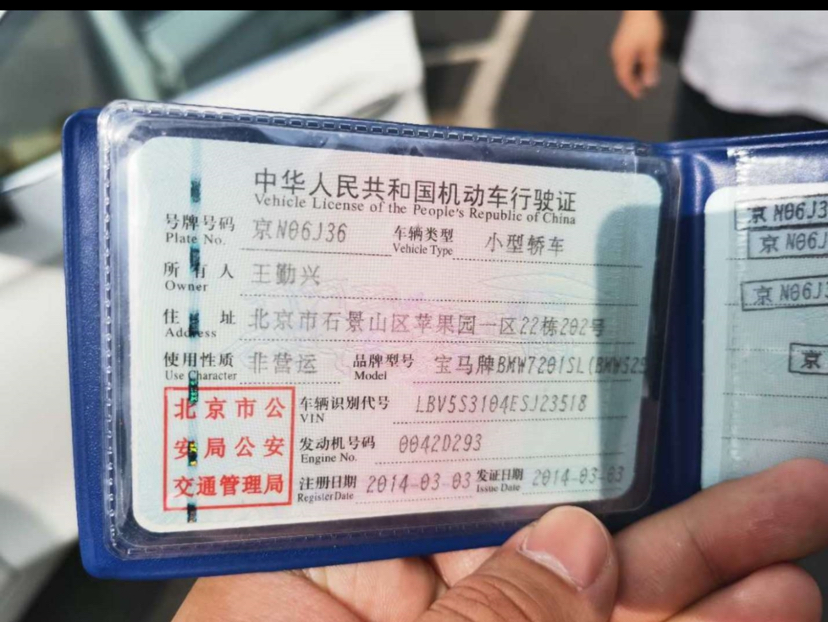 中华人民共和国机动车行驶证
Vehicle License of the People's Republic of China
号牌号码 京N06J36 车辆类型 小型轿车
Plate No. Vehicle Type
所有人 王勤兴
Owner
住址 北京市石景山区苹果园一区22栋202号
Address
使用性质 非营运 品牌型号 宝马牌BMW7201SL(BMW525
Use Character Model
北京市公
安局公安
交通管理局
车辆识别代号 LBV5S3104ESJ23518
VIN
发动机号码 0042D293
Engine No.
注册日期 2014-03-03 发证日期 2014-03-03
Register Date Issue Date
京N06J3
京N06J
京N06J3
京